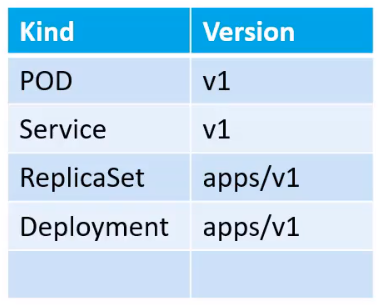 Kind Version
POD v1
Service v1
ReplicaSet apps/v1
Deployment apps/v1